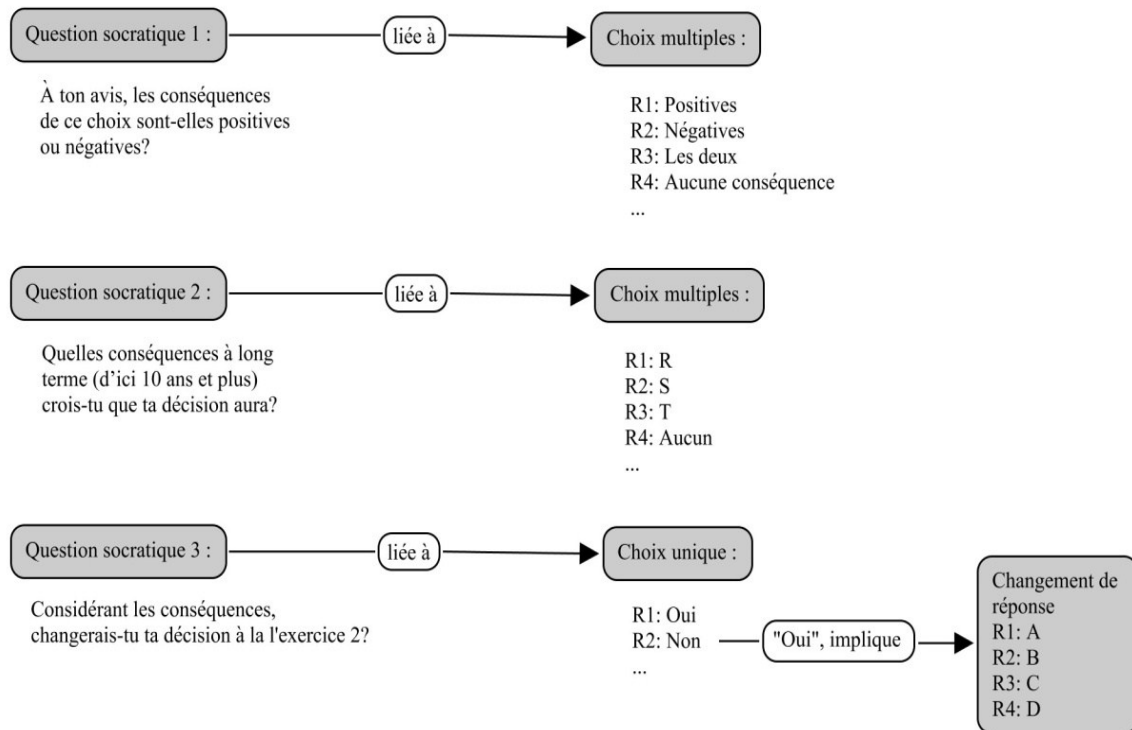 Question socratique 1 :
liée à
Choix multiples :
À ton avis, les conséquences
de ce choix sont-elles positives
ou négatives?
R1: Positives
R2: Négatives
R3: Les deux
R4: Aucune conséquence
...
Question socratique 2 :
liée à
Choix multiples :
Quelles conséquences à long
terme (d'ici 10 ans et plus)
crois-tu que ta décision aura?
R1: R
R2: S
R3: T
R4: Aucun
...
Question socratique 3 :
liée à
Choix unique :
Considérant les conséquences,
changerais-tu ta décision à la l'exercice 2?
R1: Oui
R2: Non
...
"Oui", implique
Changement de
réponse
R1: A
R2: B
R3: C
R4: D